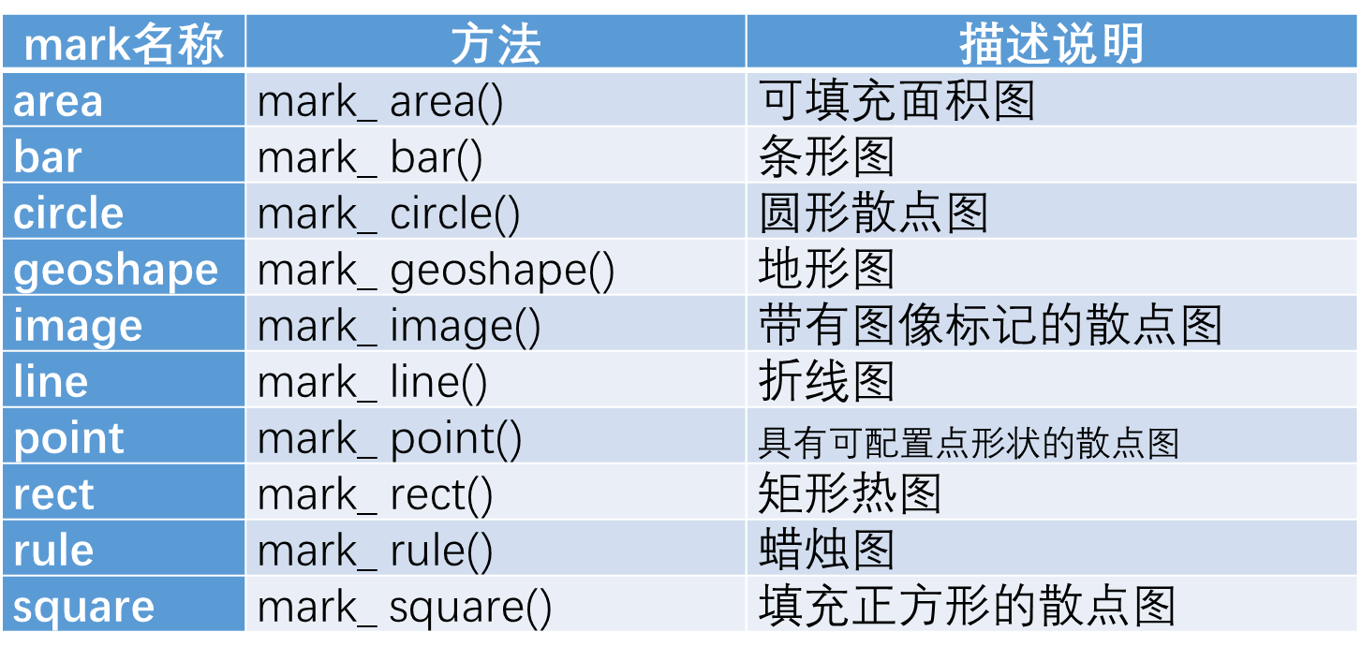 mark名称 方法 描述说明
area mark_ area() 可填充面积图
bar mark_ bar() 条形图
circle mark_ circle() 圆形散点图
geoshape mark_ geoshape() 地形图
image mark_ image() 带有图像标记的散点图
line mark_ line() 折线图
point mark_ point() 具有可配置点形状的散点图
rect mark_ rect() 矩形热图
rule mark_ rule() 蜡烛图
square mark_ square() 填充正方形的散点图